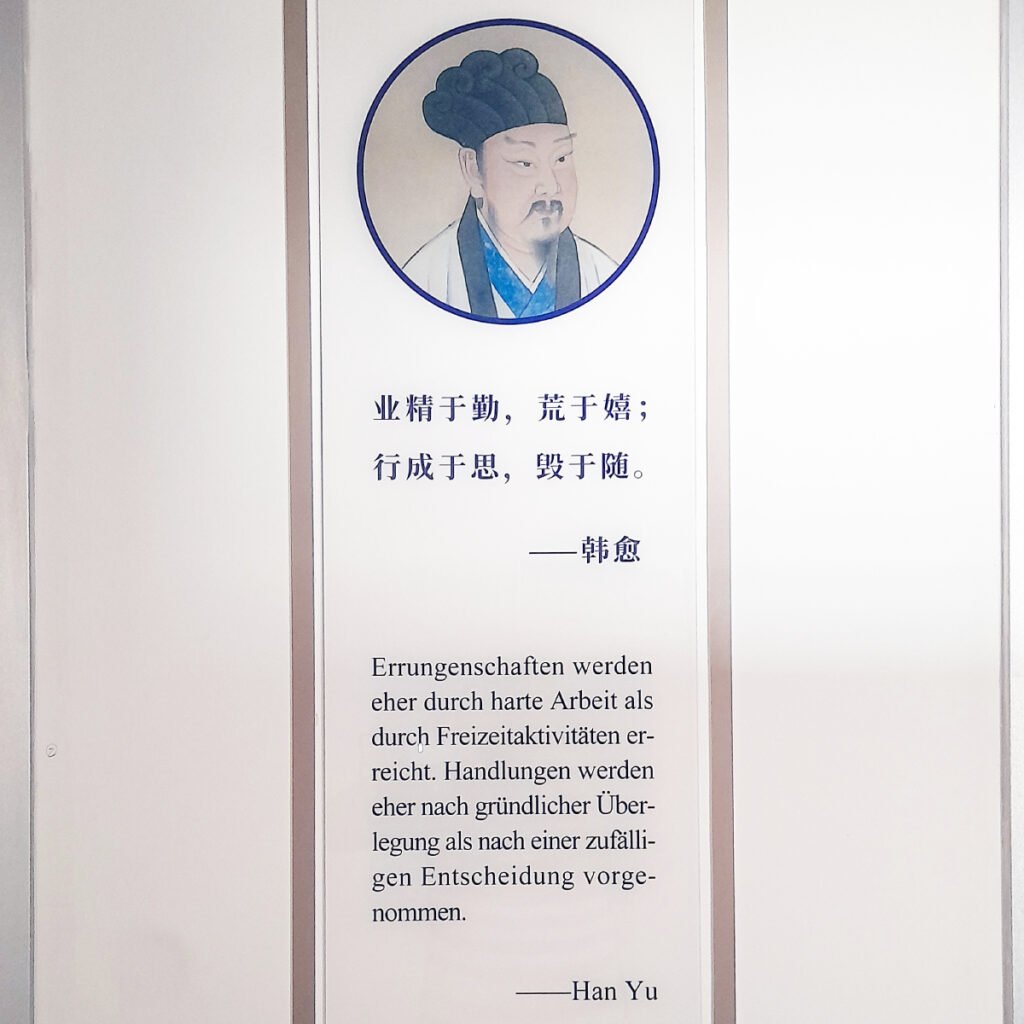 业精于勤，荒于嬉；
行成于思，毁于随。
——韩愈
Errungenschaften werden
eher durch harte Arbeit als
durch Freizeitaktivitäten er-
reicht. Handlungen werden
eher nach gründlicher Über-
legung als nach einer zufälli-
gen Entscheidung vorge-
nommen.
——Han Yu